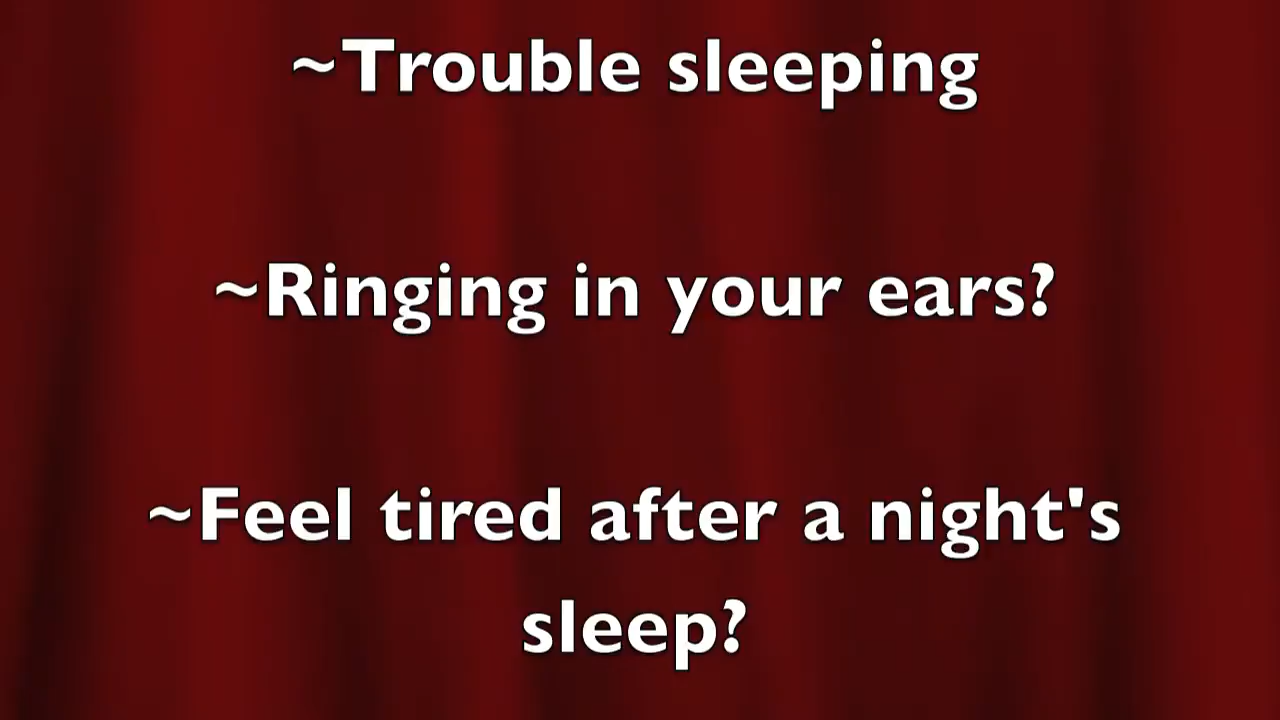 ~Trouble sleeping
~Ringing in your ears?
~Feel tired after a night's
sleep?